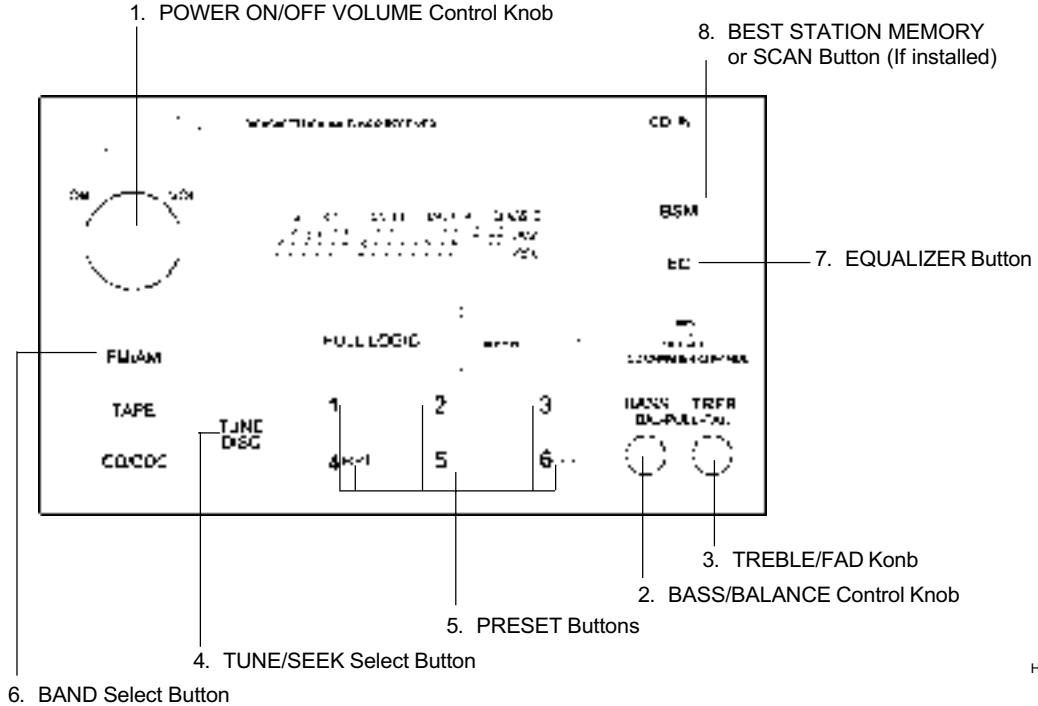 1. POWER ON/OFF VOLUME Control Knob
8. BEST STATION MEMORY
or SCAN Button (If installed)
BSM
7. EQUALIZER Button
FULL LOGIC
FM/AM
TAPE
TUNE
DISC
CD/CDC
1
2
3
4
5
6
BASS
3. TREBLE/FAD Konb
2. BASS/BALANCE Control Knob
5. PRESET Buttons
4. TUNE/SEEK Select Button
H
6. BAND Select Button